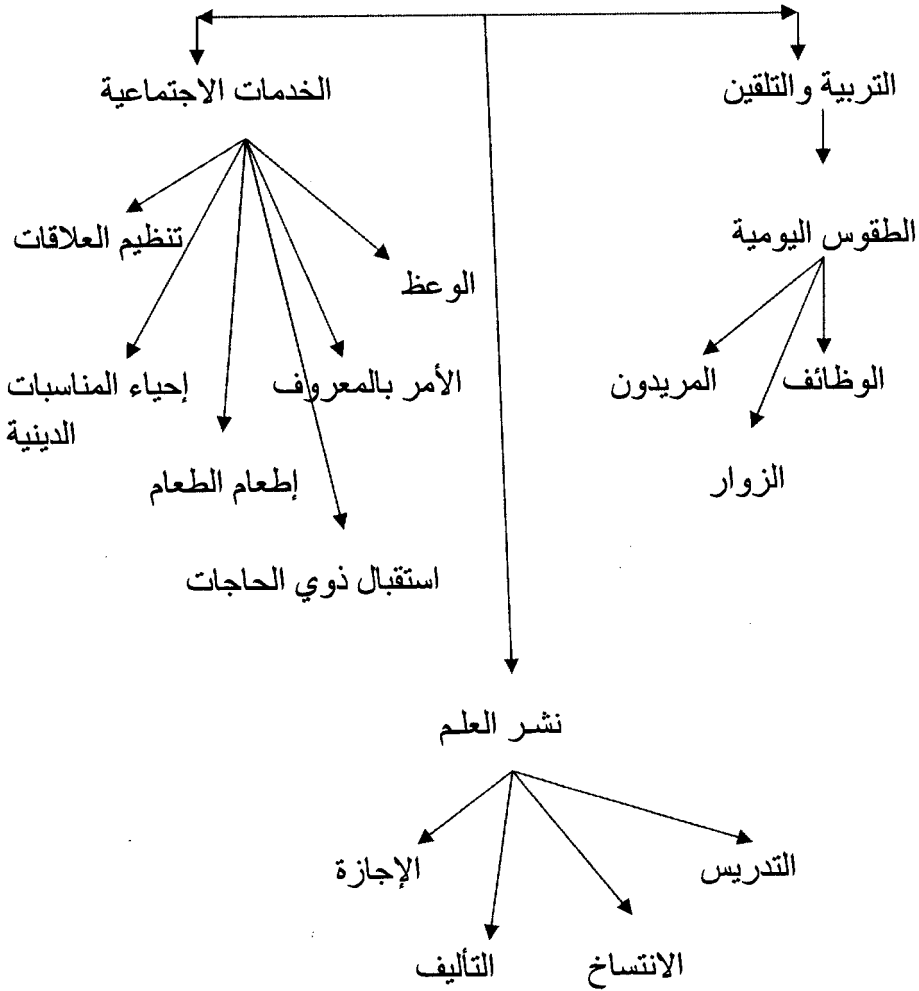 التربية والتلقين
الخدمات الاجتماعية
الطقوس اليومية
تنظيم العلاقات
الوعظ
الوظائف
المريدون
الأمر بالمعروف
إحياء المناسبات
الدينية
الزوار
إطعام الطعام
استقبال ذوي الحاجات
نشر العلم
التدريس
الإجازة
الانتساخ
التأليف